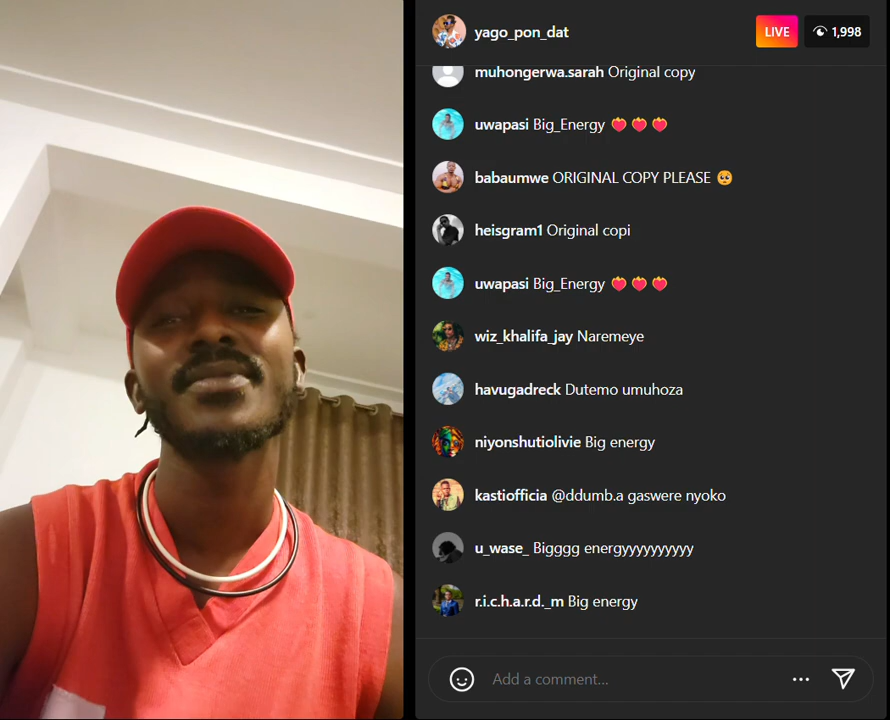 yago_pon_dat LIVE 1,998
muhongerwa.sarah Original copy
uwapasi Big_Energy ❤️ ❤️ ❤️
babaumwe ORIGINAL COPY PLEASE 🥺
heisgram1 Original copi
uwapasi Big_Energy ❤️ ❤️ ❤️
wiz_khalifa_jay Naremeye
havugadreck Dutemo umuhoza
niyonshutiolivie Big energy
kastiofficia @ddumb.a gaswere nyoko
u_wase_ Bigggg energyyyyyyyyyy
r.i.c.h.a.r.d._m Big energy
Add a comment...